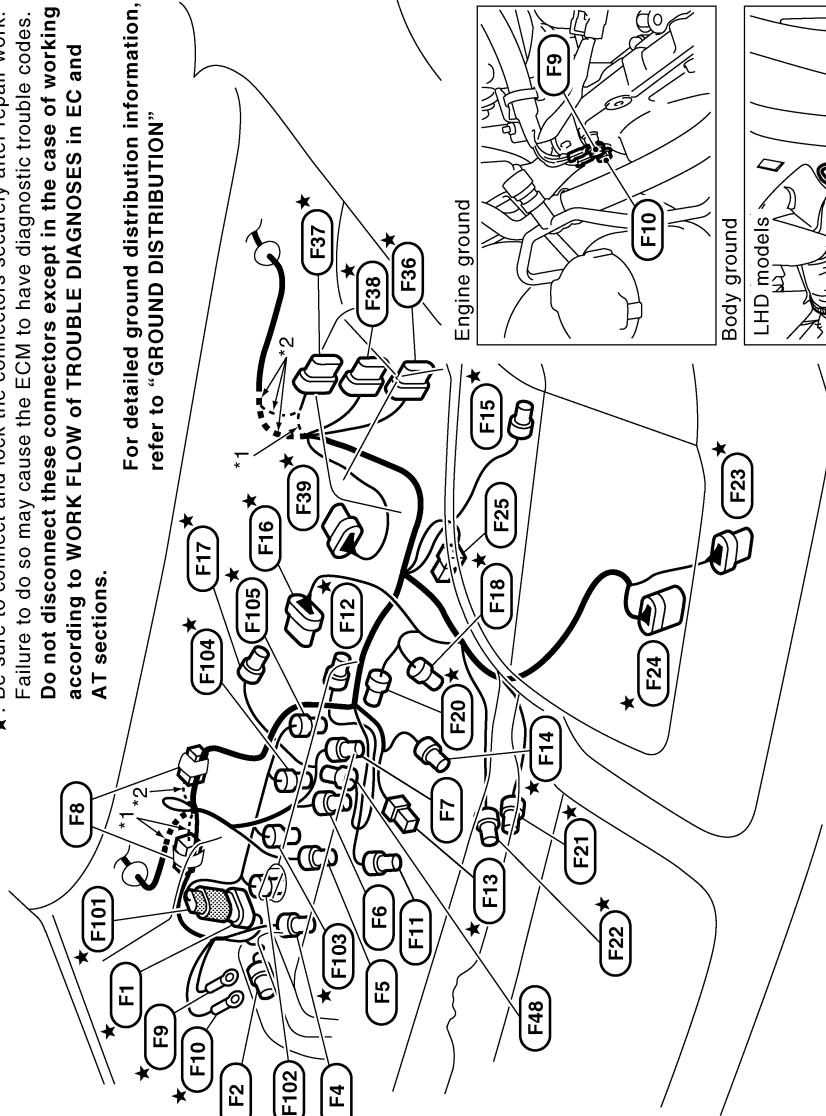 ★: Be sure to connect and lock the connectors securely after repair work.
Failure to do so may cause the ECM to have diagnostic trouble codes.
Do not disconnect these connectors except in the case of working
according to WORK FLOW of TROUBLE DIAGNOSES in EC and
AT sections.
For detailed ground distribution information,
refer to “GROUND DISTRIBUTION”
F8
*1
*2
F101 ★
F1 ★
F9 ★
F10 ★
F2
F102
F4
F103 ★
F5
F6
F11
F48
F104 ★
F17 ★
F105 ★
F16 ★
F12 ★
F39 ★
*1
*2
F37 ★
F38 ★
F36 ★
F15 ★
F25
F18 ★
F20 ★
F14
F7
F13 ★
F21 ★
F22 ★
F24 ★
F23 ★
Engine ground
F9
F10
Body ground
LHD models